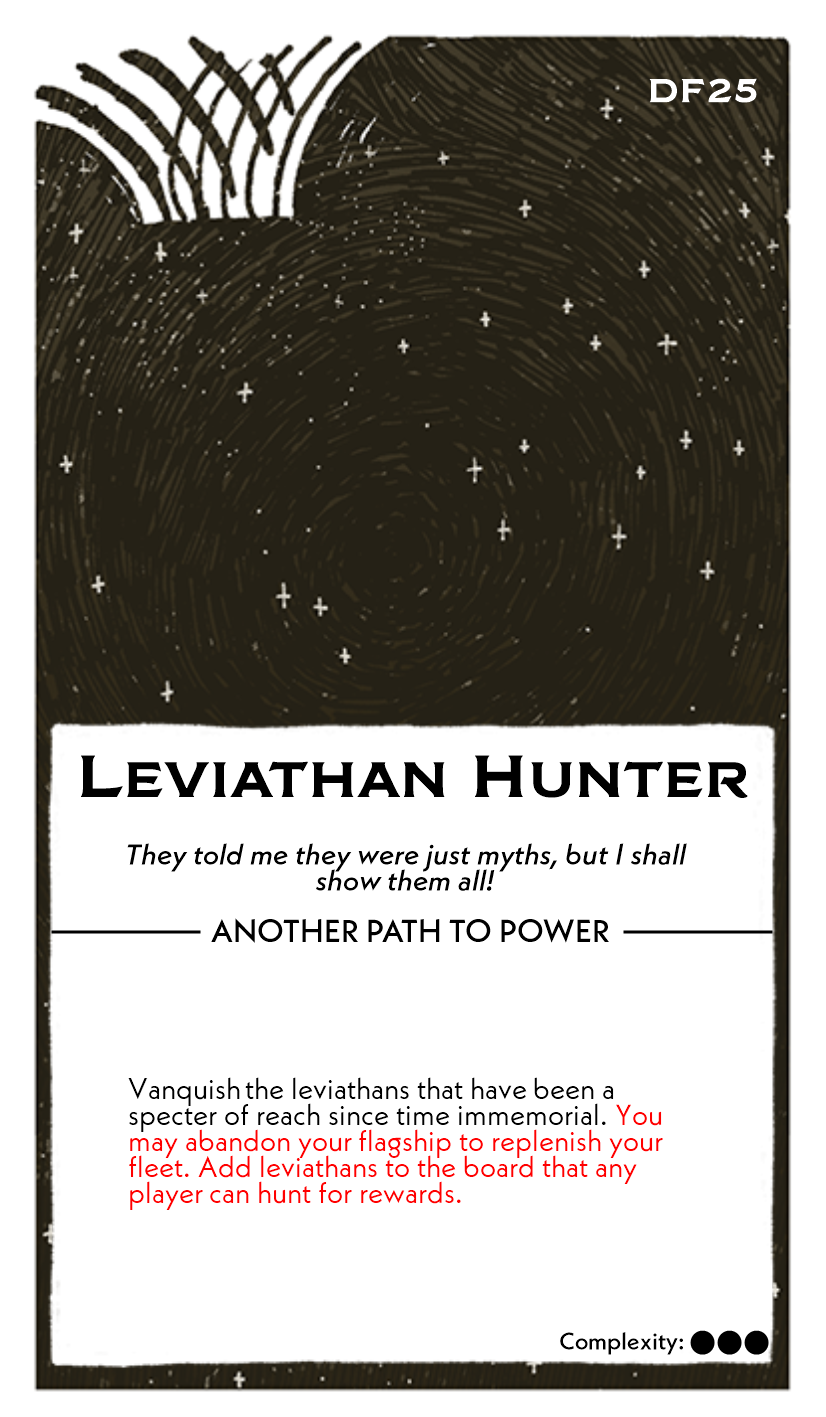 DF25
Leviathan Hunter
They told me they were just myths, but I shall
show them all!
ANOTHER PATH TO POWER
Vanquish the leviathans that have been a
specter of reach since time immemorial. You
may abandon your flagship to replenish your
fleet. Add leviathans to the board that any
player can hunt for rewards.
Complexity: